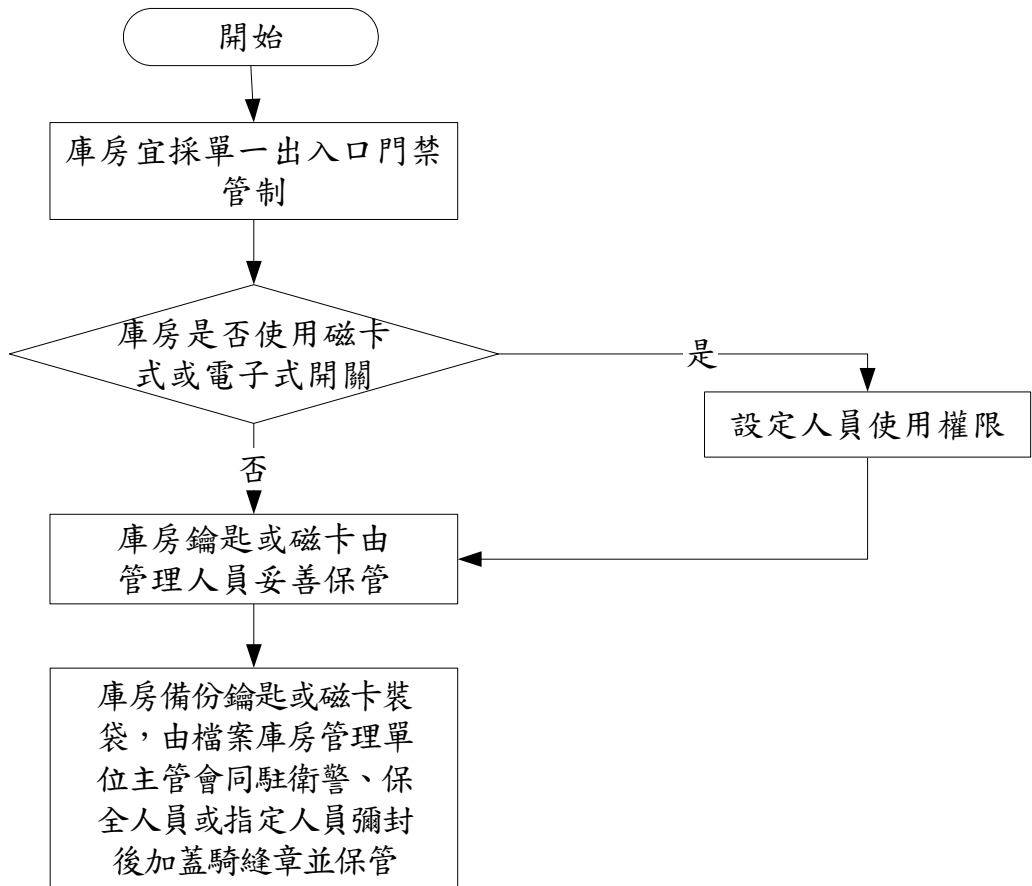 開始
庫房宜採單一出入口門禁
管制
庫房是否使用磁卡
式或電子式開關
是
設定人員使用權限
否
庫房鑰匙或磁卡由
管理人員妥善保管
庫房備份鑰匙或磁卡裝
袋，由檔案庫房管理單
位主管會同駐衛警、保
全人員或指定人員彌封
後加蓋騎縫章並保管